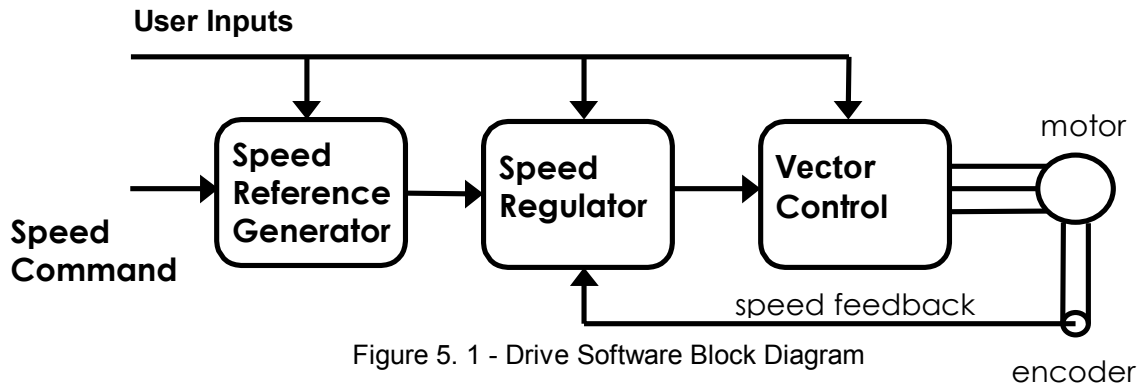 User Inputs
motor
Speed
Reference
Generator
Speed
Regulator
Vector
Control
Speed
Command
speed feedback
Figure 5. 1 - Drive Software Block Diagram
encoder